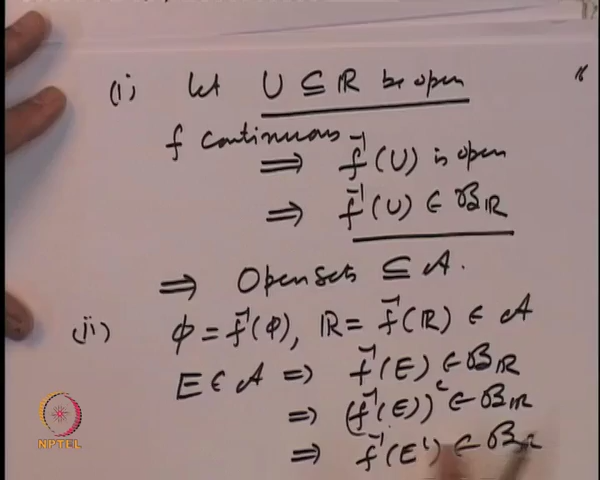 (i) Let U ⊆ ℝ be open
f continuous
⟹ f⁻¹(U) is open
⟹ f⁻¹(U) ∈ 𝓑ℝ
⟹ Open sets ⊆ 𝒜.
(ii) φ = f⁻¹(φ), ℝ = f⁻¹(ℝ) ∈ 𝒜
E ∈ 𝒜 ⟹ f⁻¹(E) ∈ 𝓑ℝ
⟹ (f⁻¹(E))ᶜ ∈ 𝓑ℝ
⟹ f⁻¹(Eᶜ) ∈ 𝓑ℝ
NPTEL